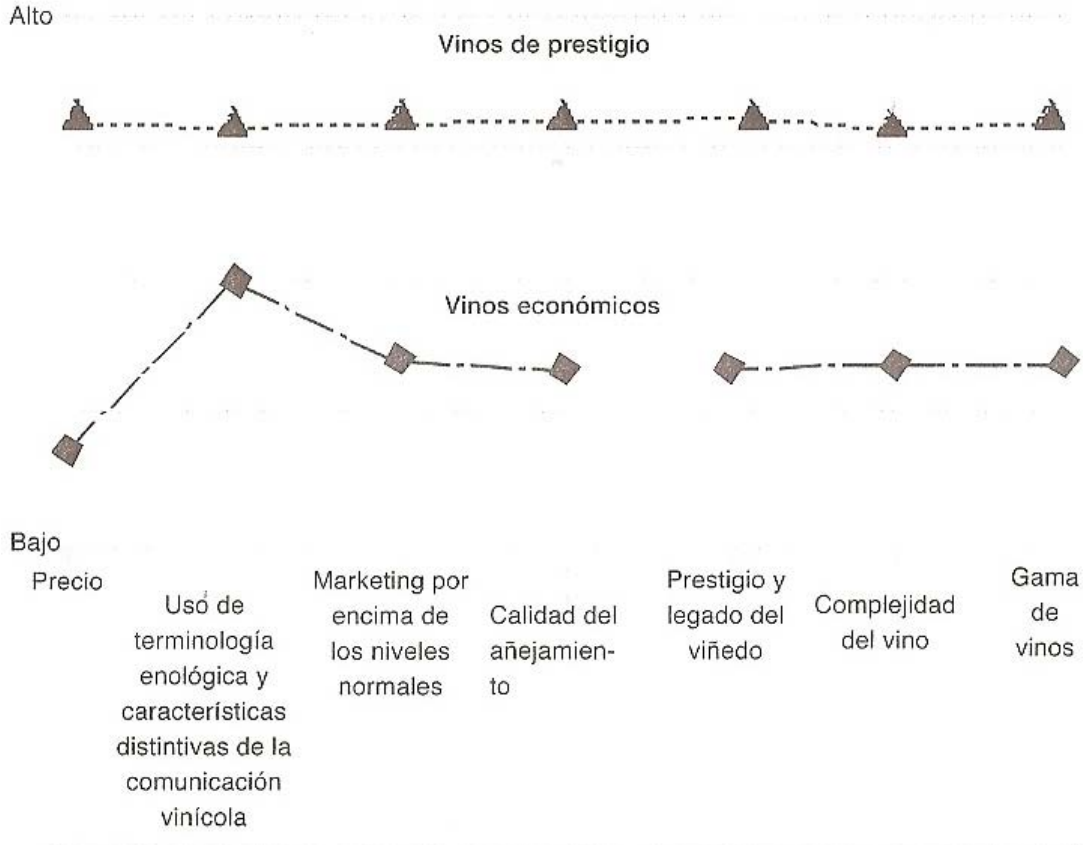 Alto
Vinos de prestigio
Vinos económicos
Bajo
Precio
Uso de
terminología
enológica y
características
distintivas de la
comunicación
vinícola
Marketing por
encima de
los niveles
normales
Calidad del
añejamien-
to
Prestigio y
legado del
viñedo
Complejidad
del vino
Gama
de
vinos